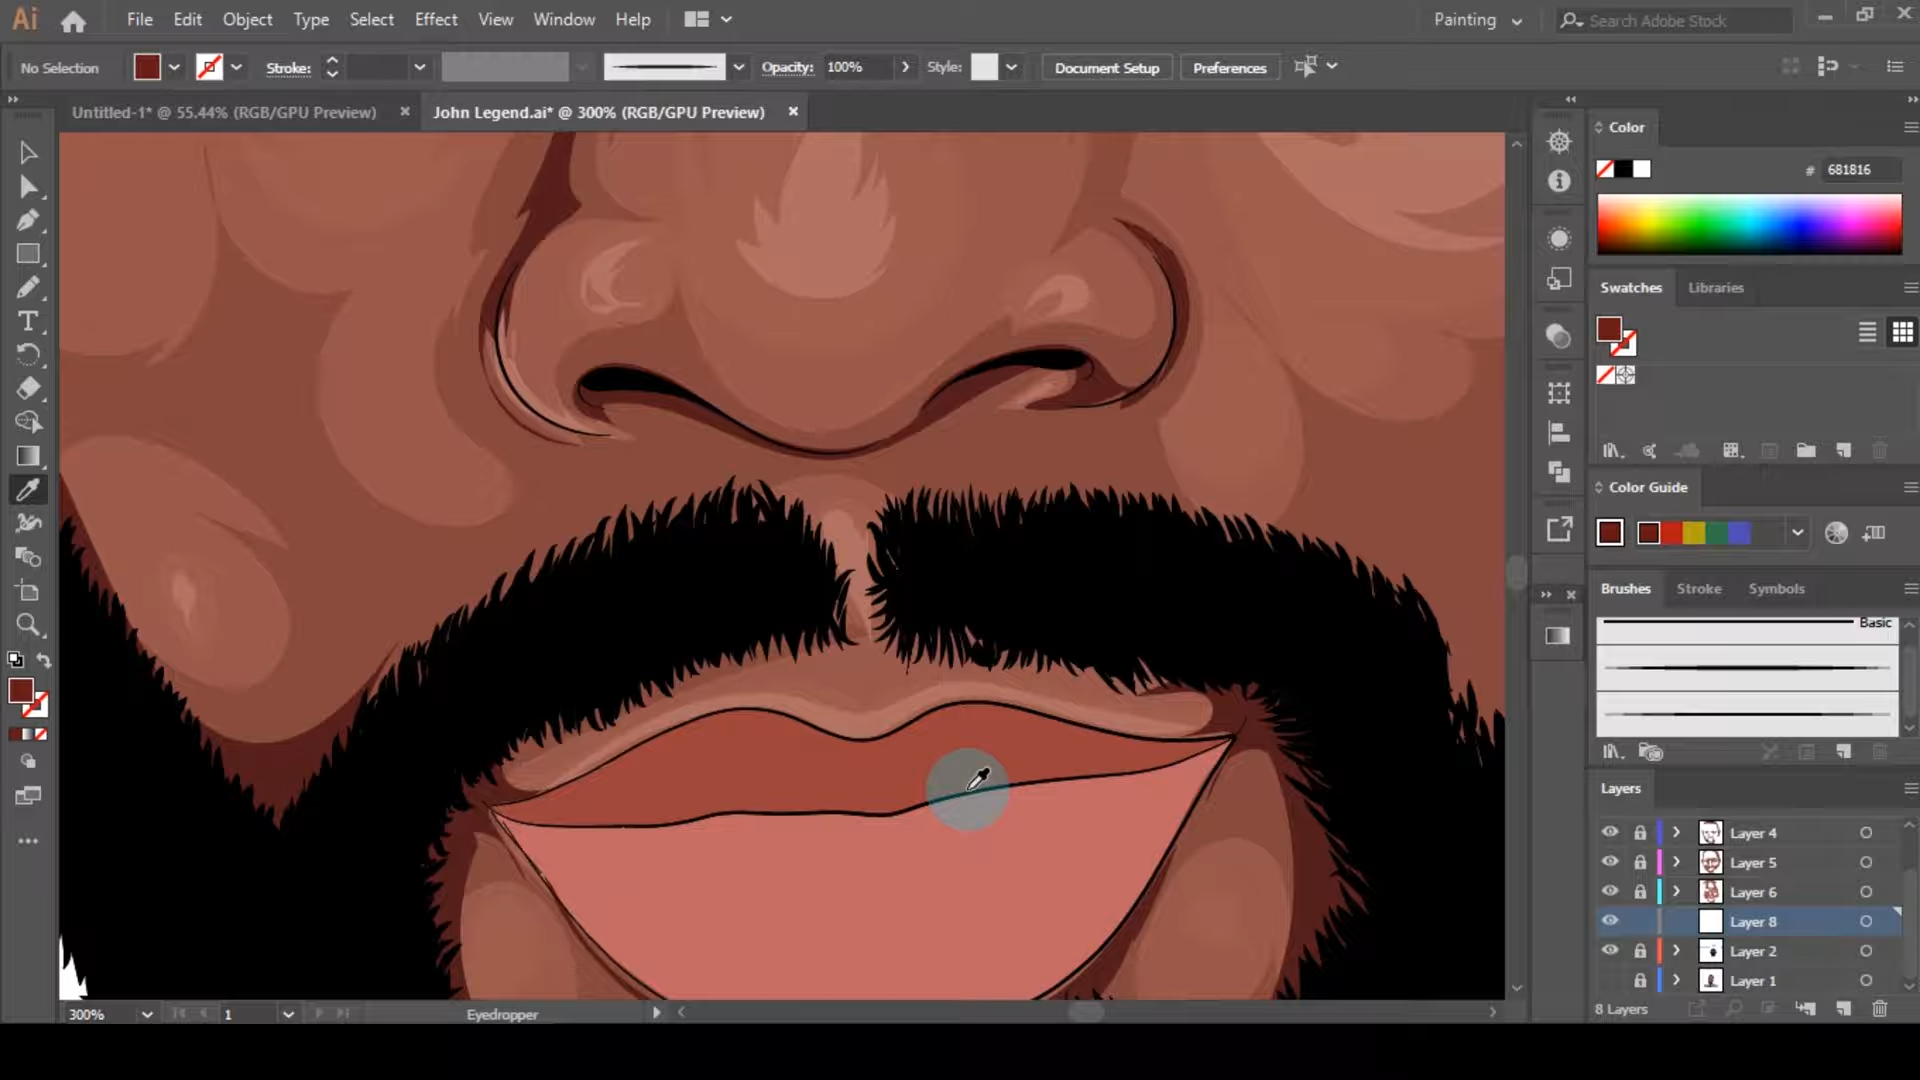 Ai File Edit Object Type Select Effect View Window Help Painting Search Adobe Stock
No Selection Stroke: Opacity: 100% Style: Document Setup Preferences
Untitled-1* @ 55.44% (RGB/GPU Preview) John Legend.ai* @ 300% (RGB/GPU Preview)
Color
# 681816
Swatches Libraries
Color Guide
Brushes Stroke Symbols
Basic
Layers
Layer 4
Layer 5
Layer 6
Layer 8
Layer 2
Layer 1
8 Layers
300% 1 Eyedropper